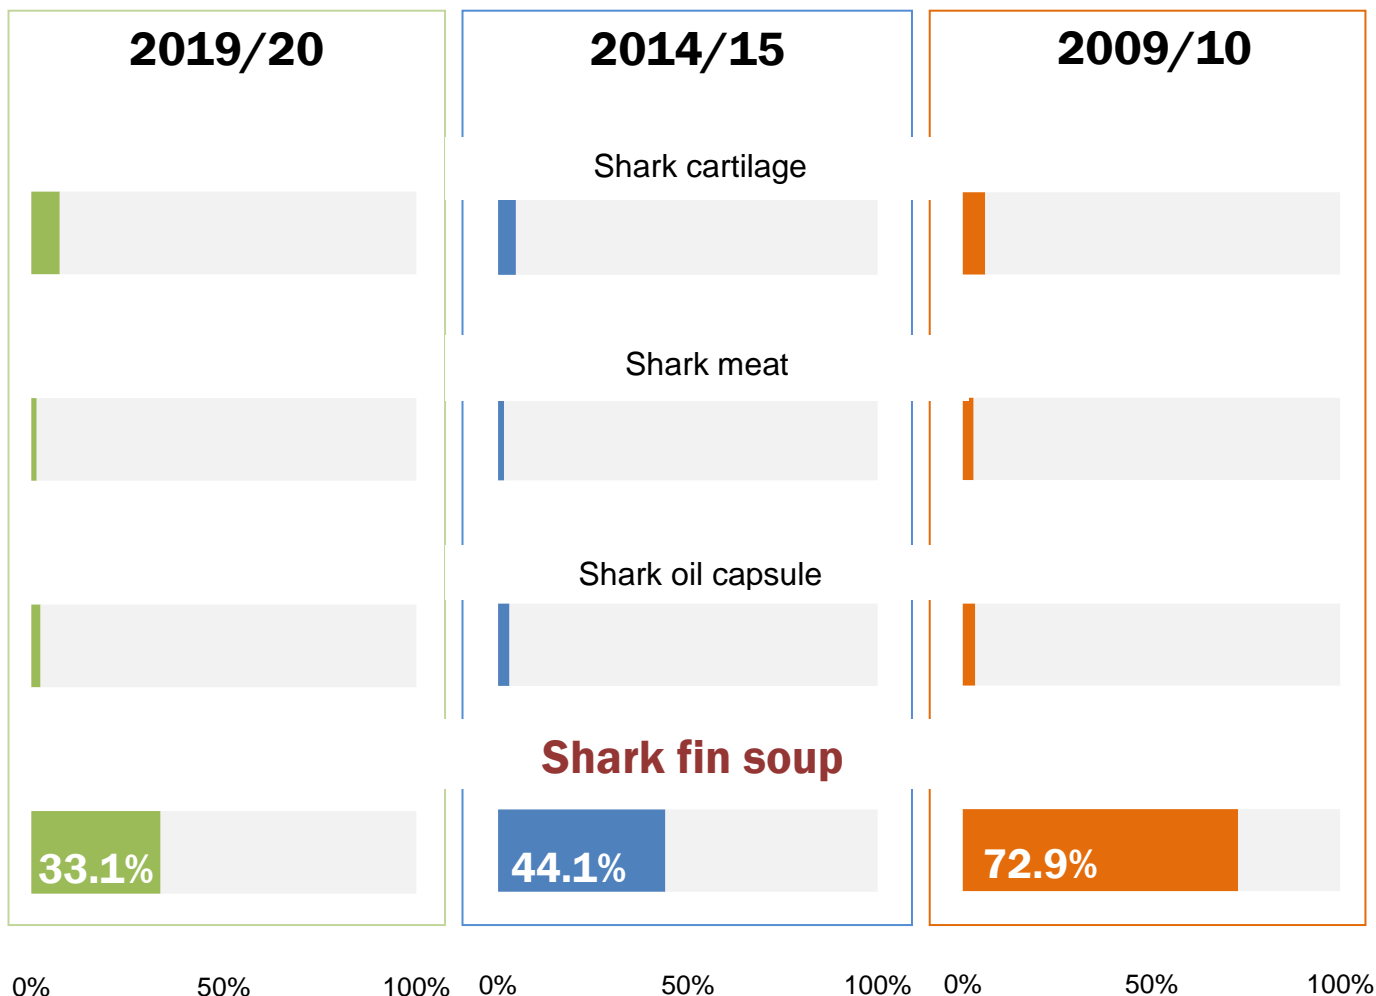 2019/20
2014/15
2009/10
Shark cartilage
Shark meat
Shark oil capsule
Shark fin soup
33.1%
44.1%
72.9%
0% 50% 100%
0% 50% 100%
0% 50% 100%